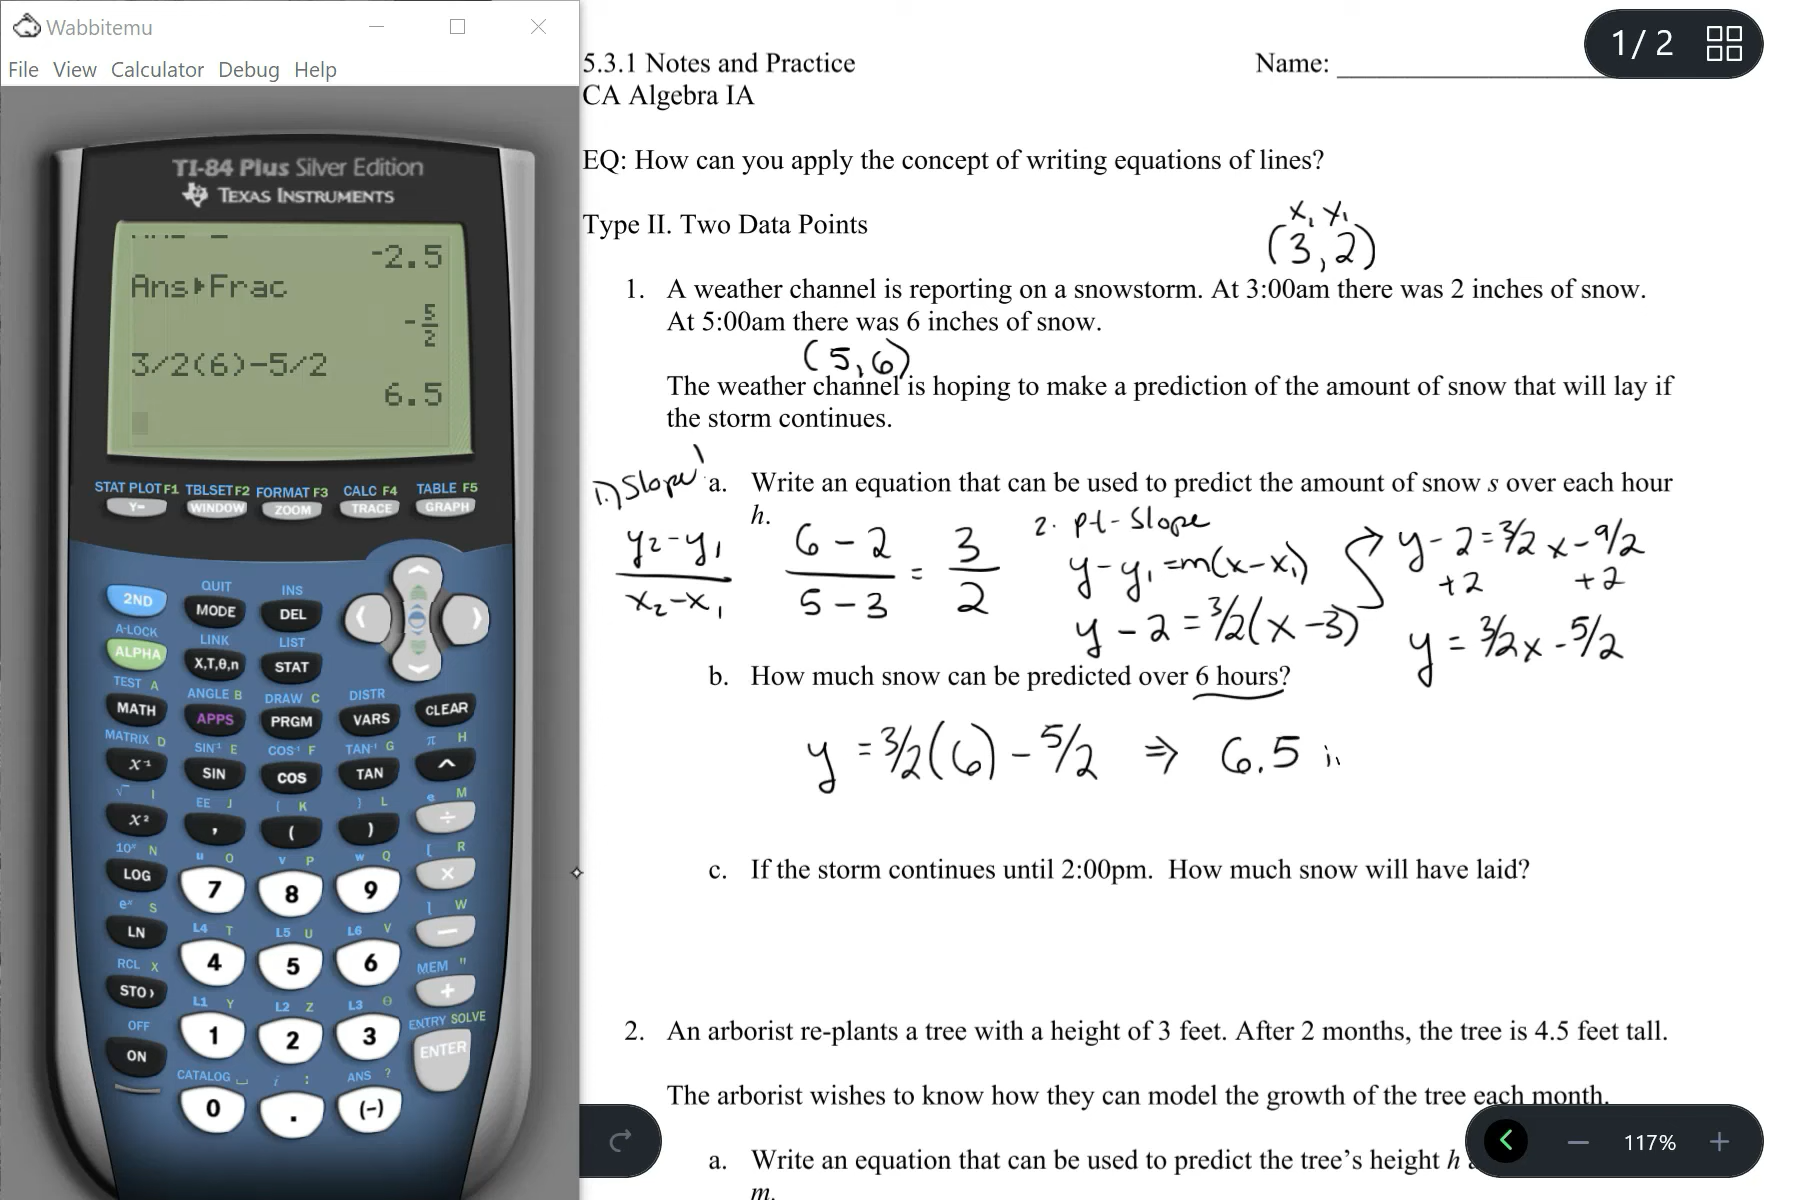 Wabbitemu
File View Calculator Debug Help
TI-84 Plus Silver Edition
TEXAS INSTRUMENTS
-2.5
Ans▸Frac
-5/2
3/2(6)-5/2
6.5
STAT PLOT F1 TBLSET F2 FORMAT F3 CALC F4 TABLE F5
Y= WINDOW ZOOM TRACE GRAPH
QUIT INS
2ND MODE DEL
A-LOCK LINK LIST
ALPHA X,T,θ,n STAT
TEST A ANGLE B DRAW C DISTR
MATH APPS PRGM VARS CLEAR
MATRIX D SIN⁻¹ E COS⁻¹ F TAN⁻¹ G π H
X⁻¹ SIN COS TAN ^
√ I EE J { K } L e M
X² , ( ) ÷
10ˣ N u O v P w Q [ R
LOG 7 8 9 ×
eˣ S L4 T L5 U L6 V ] W
LN 4 5 6 −
RCL X L1 Y L2 Z L3 θ MEM "
STO› 1 2 3 +
OFF ENTRY SOLVE
ON ENTER
CATALOG ⎵ i : ANS ?
0 . (-)
1/ 2
5.3.1 Notes and Practice Name:
CA Algebra IA
EQ: How can you apply the concept of writing equations of lines?
Type II. Two Data Points
x₁ y₁
(3,2)
1. A weather channel is reporting on a snowstorm. At 3:00am there was 2 inches of snow.
At 5:00am there was 6 inches of snow.
(5,6)
The weather channel is hoping to make a prediction of the amount of snow that will lay if
the storm continues.
1.) Slope
a. Write an equation that can be used to predict the amount of snow s over each hour
h.
y₂-y₁ / x₂-x₁
6-2 / 5-3 = 3/2
2. pt-Slope
y-y₁=m(x-x₁)
y-2=3/2(x-3)
y-2=3/2x-9/2
+2 +2
y=3/2x-5/2
b. How much snow can be predicted over 6 hours?
y=3/2(6)-5/2 ⇒ 6.5
c. If the storm continues until 2:00pm. How much snow will have laid?
2. An arborist re-plants a tree with a height of 3 feet. After 2 months, the tree is 4.5 feet tall.
The arborist wishes to know how they can model the growth of the tree each month.
a. Write an equation that can be used to predict the tree's height h
m.
117%